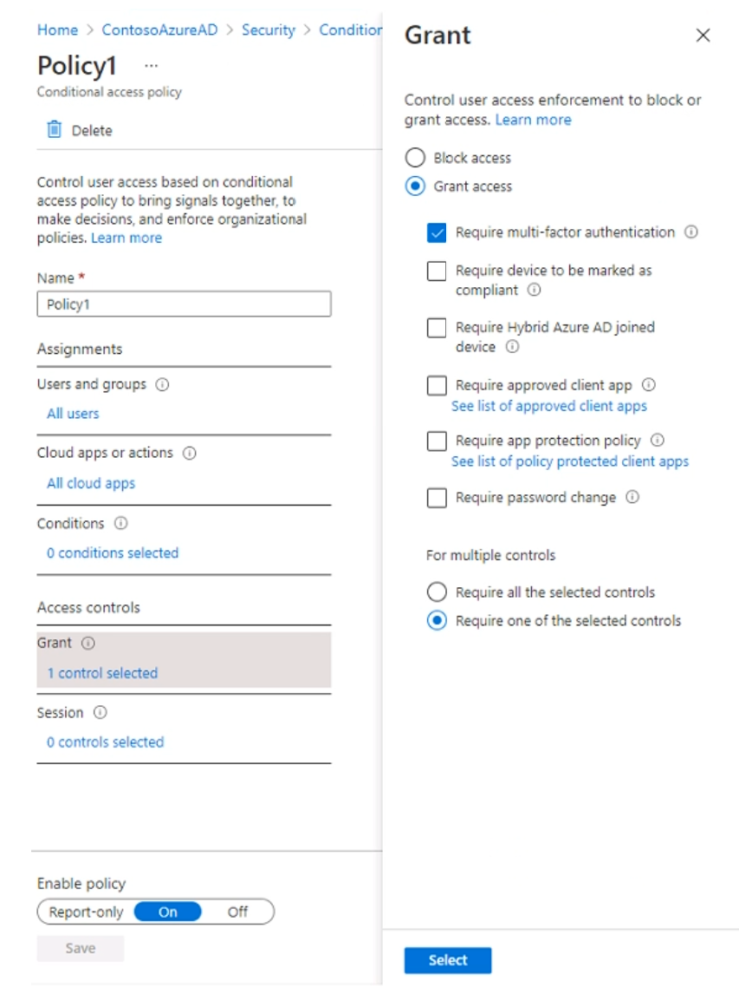 Home > ContosoAzureAD > Security > Condition
Policy1 ...
Conditional access policy
Delete
Control user access based on conditional
access policy to bring signals together, to
make decisions, and enforce organizational
policies. Learn more
Name *
Policy1
Assignments
Users and groups
All users
Cloud apps or actions
All cloud apps
Conditions
0 conditions selected
Access controls
Grant
1 control selected
Session
0 controls selected
Enable policy
Report-only On Off
Save
Grant
Control user access enforcement to block or
grant access. Learn more
Block access
Grant access
Require multi-factor authentication
Require device to be marked as
compliant
Require Hybrid Azure AD joined
device
Require approved client app
See list of approved client apps
Require app protection policy
See list of policy protected client apps
Require password change
For multiple controls
Require all the selected controls
Require one of the selected controls
Select